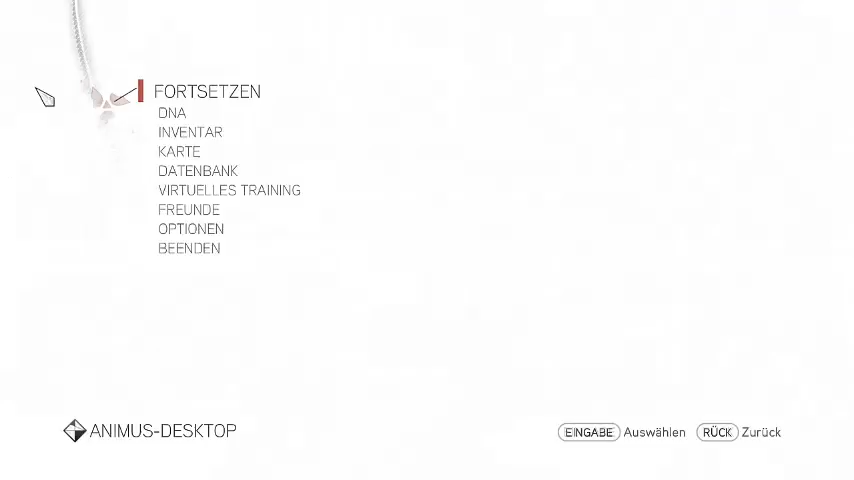 FORTSETZEN
DNA
INVENTAR
KARTE
DATENBANK
VIRTUELLES TRAINING
FREUNDE
OPTIONEN
BEENDEN
ANIMUS-DESKTOP
EINGABE Auswählen RÜCK Zurück